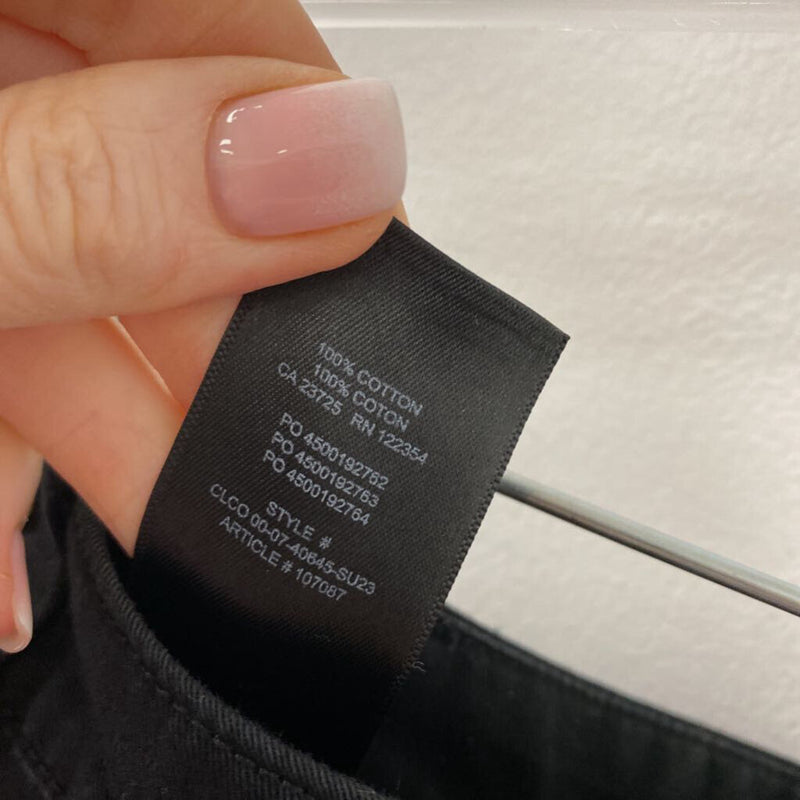 100% COTTON
100% COTON
CA 23725 RN 122354
PO 4500192762
PO 4500192763
PO 4500192764
STYLE #
CLCO 00-07-40645-SU23
ARTICLE # 107087